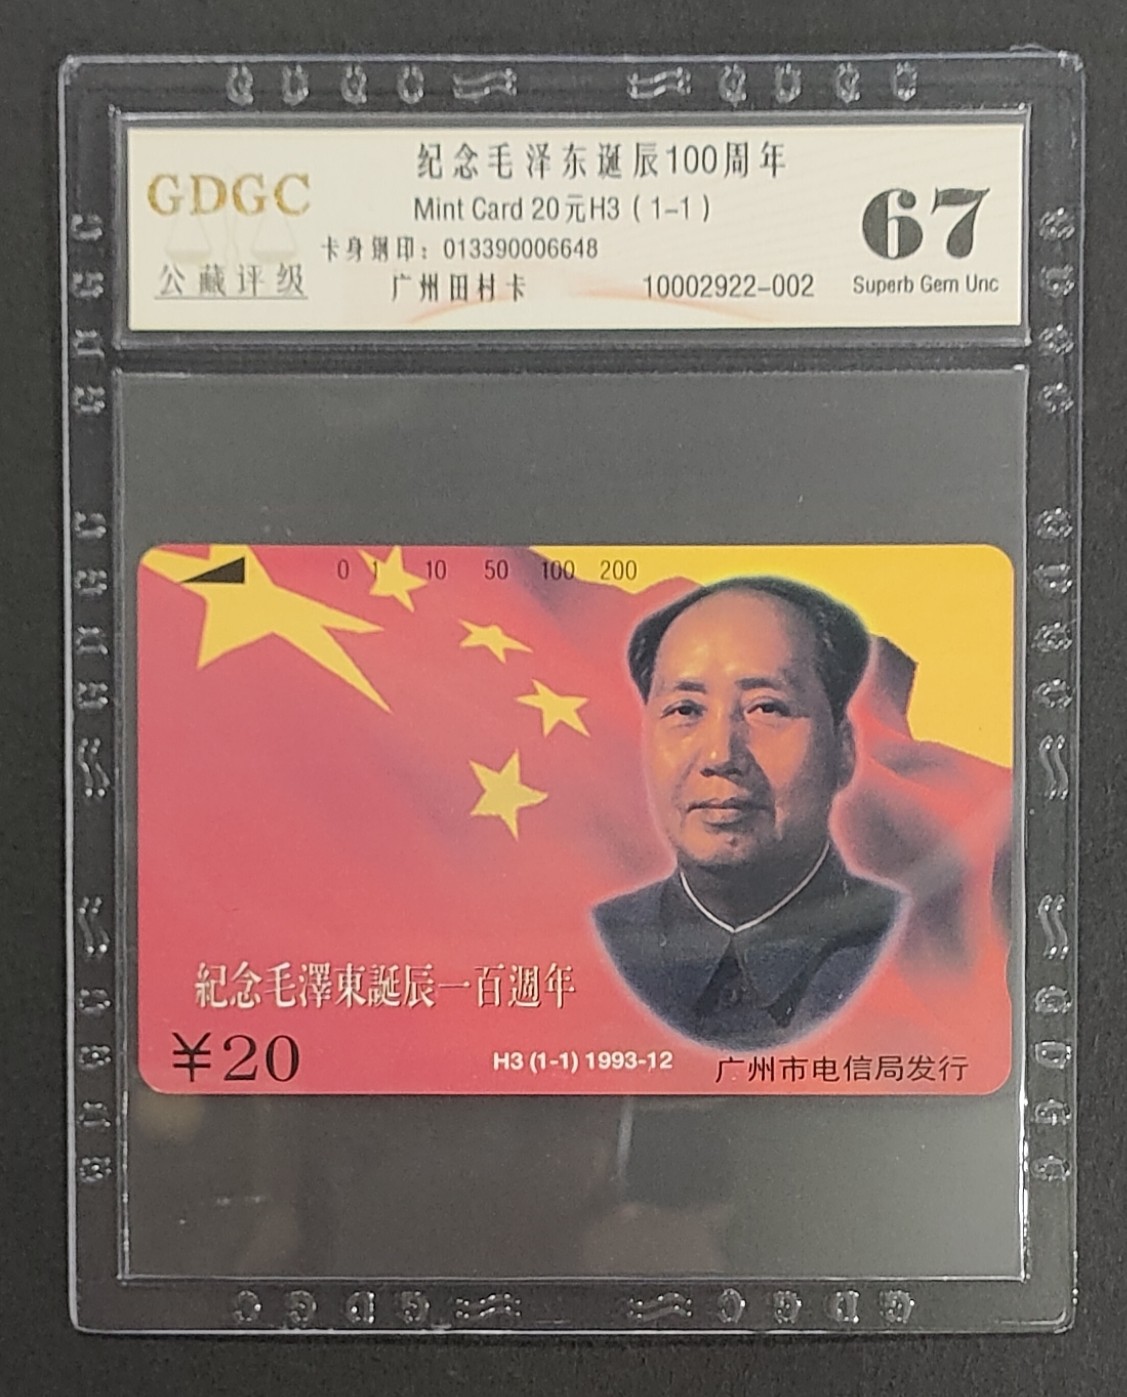 纪念毛泽东诞辰100周年
GDGC
Mint Card 20元H3 (1-1)
67
卡身钢印：013390006648
公藏评级
广州田村卡
10002922-002
Superb Gem Unc
0 1 10 50 100 200
紀念毛澤東誕辰一百週年
¥20
H3 (1-1) 1993-12
广州市电信局发行